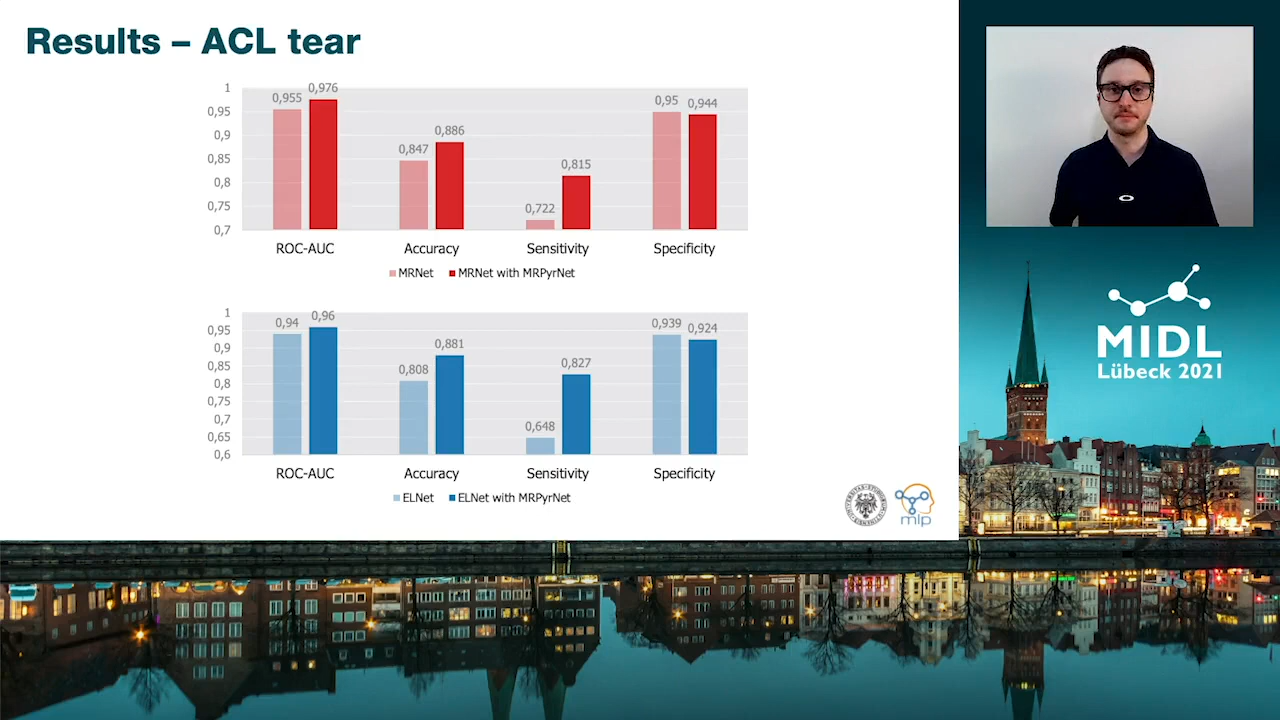 Results – ACL tear
1
0,95
0,9
0,85
0,8
0,75
0,7
0,955
0,976
0,847
0,886
0,722
0,815
0,95
0,944
ROC-AUC
Accuracy
Sensitivity
Specificity
MRNet
MRNet with MRPyrNet
1
0,95
0,9
0,85
0,8
0,75
0,7
0,65
0,6
0,94
0,96
0,808
0,881
0,648
0,827
0,939
0,924
ROC-AUC
Accuracy
Sensitivity
Specificity
ELNet
ELNet with MRPyrNet
mlp
MIDL
Lübeck 2021